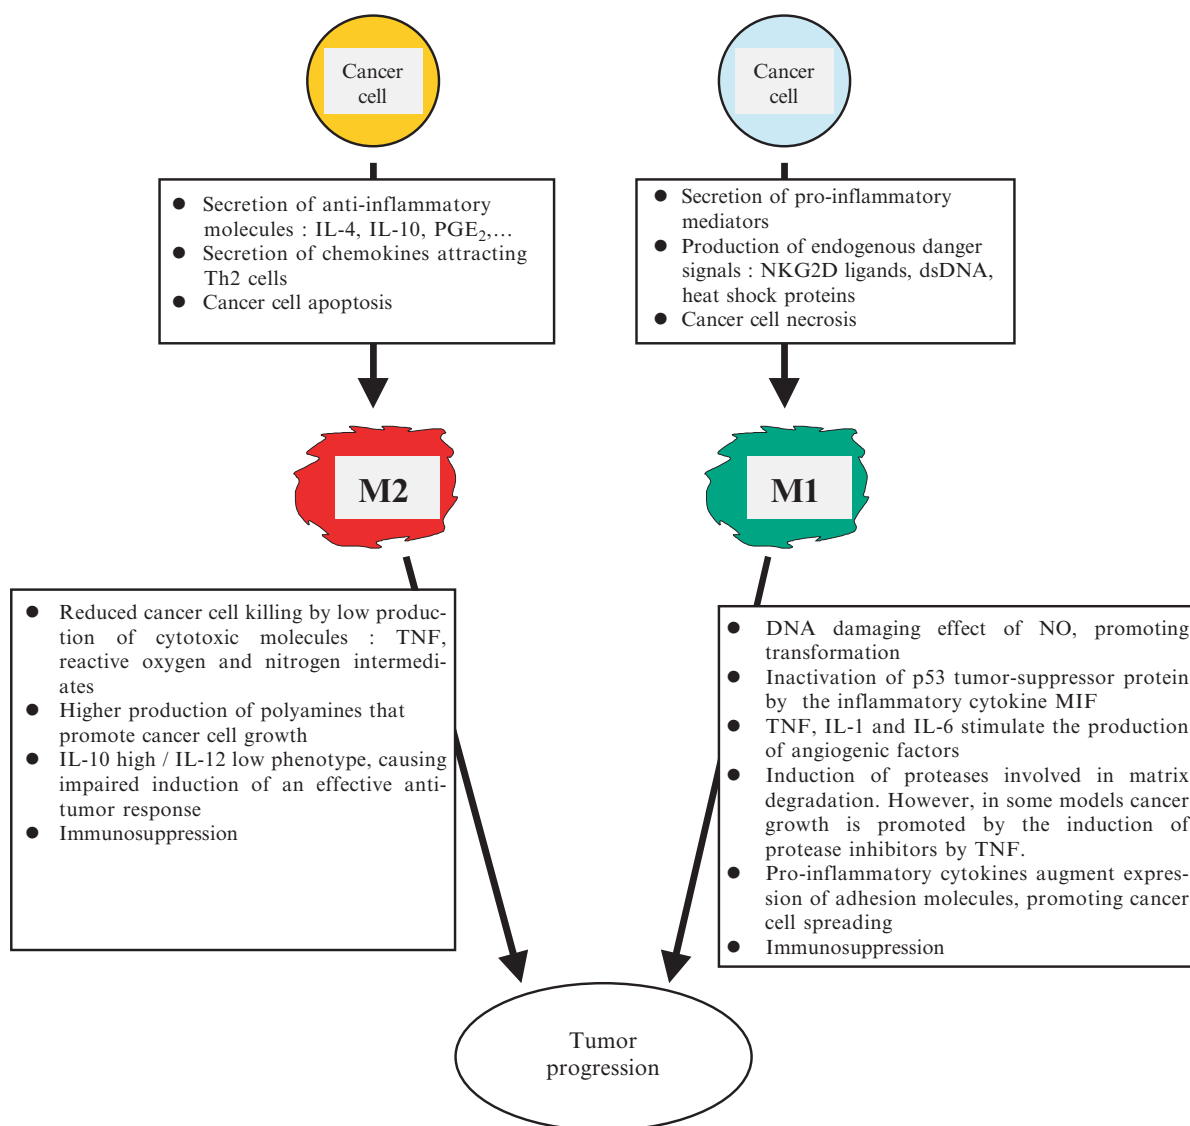 Cancer
cell
● Secretion of anti-inflammatory
molecules : IL-4, IL-10, PGE₂,...
● Secretion of chemokines attracting
Th2 cells
● Cancer cell apoptosis
M2
● Reduced cancer cell killing by low produc-
tion of cytotoxic molecules : TNF,
reactive oxygen and nitrogen intermedi-
ates
● Higher production of polyamines that
promote cancer cell growth
● IL-10 high / IL-12 low phenotype, causing
impaired induction of an effective anti-
tumor response
● Immunosuppression
Cancer
cell
● Secretion of pro-inflammatory
mediators
● Production of endogenous danger
signals : NKG2D ligands, dsDNA,
heat shock proteins
● Cancer cell necrosis
M1
● DNA damaging effect of NO, promoting
transformation
● Inactivation of p53 tumor-suppressor protein
by the inflammatory cytokine MIF
● TNF, IL-1 and IL-6 stimulate the production
of angiogenic factors
● Induction of proteases involved in matrix
degradation. However, in some models cancer
growth is promoted by the induction of
protease inhibitors by TNF.
● Pro-inflammatory cytokines augment expres-
sion of adhesion molecules, promoting cancer
cell spreading
● Immunosuppression
Tumor
progression